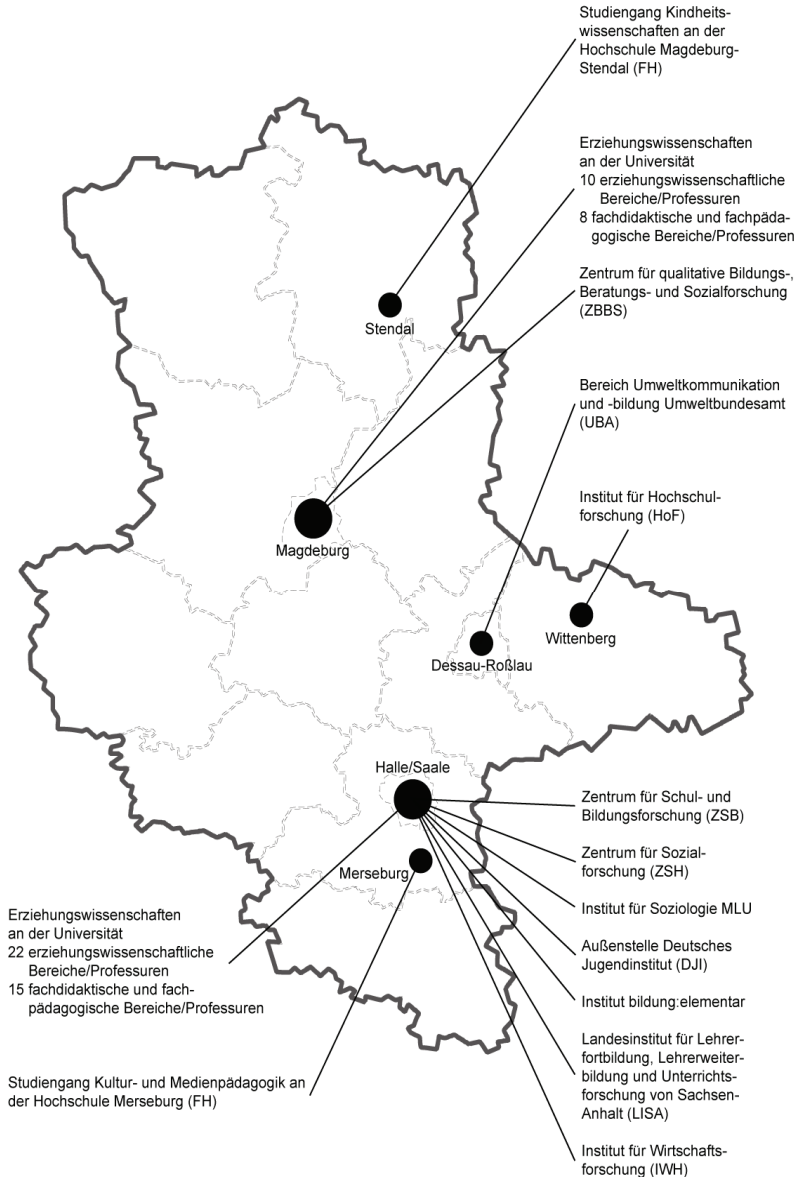 Studiengang Kindheits-
wissenschaften an der
Hochschule Magdeburg-
Stendal (FH)
Erziehungswissenschaften
an der Universität
10 erziehungswissenschaftliche
Bereiche/Professuren
8 fachdidaktische und fachpäda-
gogische Bereiche/Professuren
Zentrum für qualitative Bildungs-,
Beratungs- und Sozialforschung
(ZBBS)
Stendal
Bereich Umweltkommunikation
und -bildung Umweltbundesamt
(UBA)
Institut für Hochschul-
forschung (HoF)
Magdeburg
Wittenberg
Dessau-Roßlau
Halle/Saale
Merseburg
Zentrum für Schul- und
Bildungsforschung (ZSB)
Zentrum für Sozial-
forschung (ZSH)
Institut für Soziologie MLU
Außenstelle Deutsches
Jugendinstitut (DJI)
Institut bildung:elementar
Landesinstitut für Lehrer-
fortbildung, Lehrerweiter-
bildung und Unterrichts-
forschung von Sachsen-
Anhalt (LISA)
Institut für Wirtschafts-
forschung (IWH)
Erziehungswissenschaften
an der Universität
22 erziehungswissenschaftliche
Bereiche/Professuren
15 fachdidaktische und fach-
pädagogische Bereiche/Professuren
Studiengang Kultur- und Medienpädagogik an
der Hochschule Merseburg (FH)